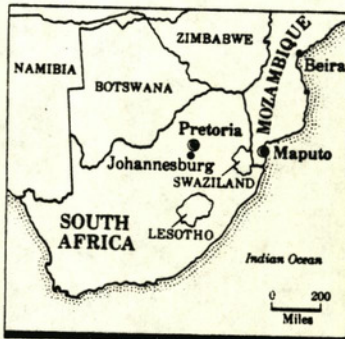 ZIMBABWE
NAMIBIA
BOTSWANA
MOZAMBIQUE
Beira
Pretoria
Johannesburg
Maputo
SWAZILAND
SOUTH
AFRICA
LESOTHO
Indian Ocean
0 200
Miles